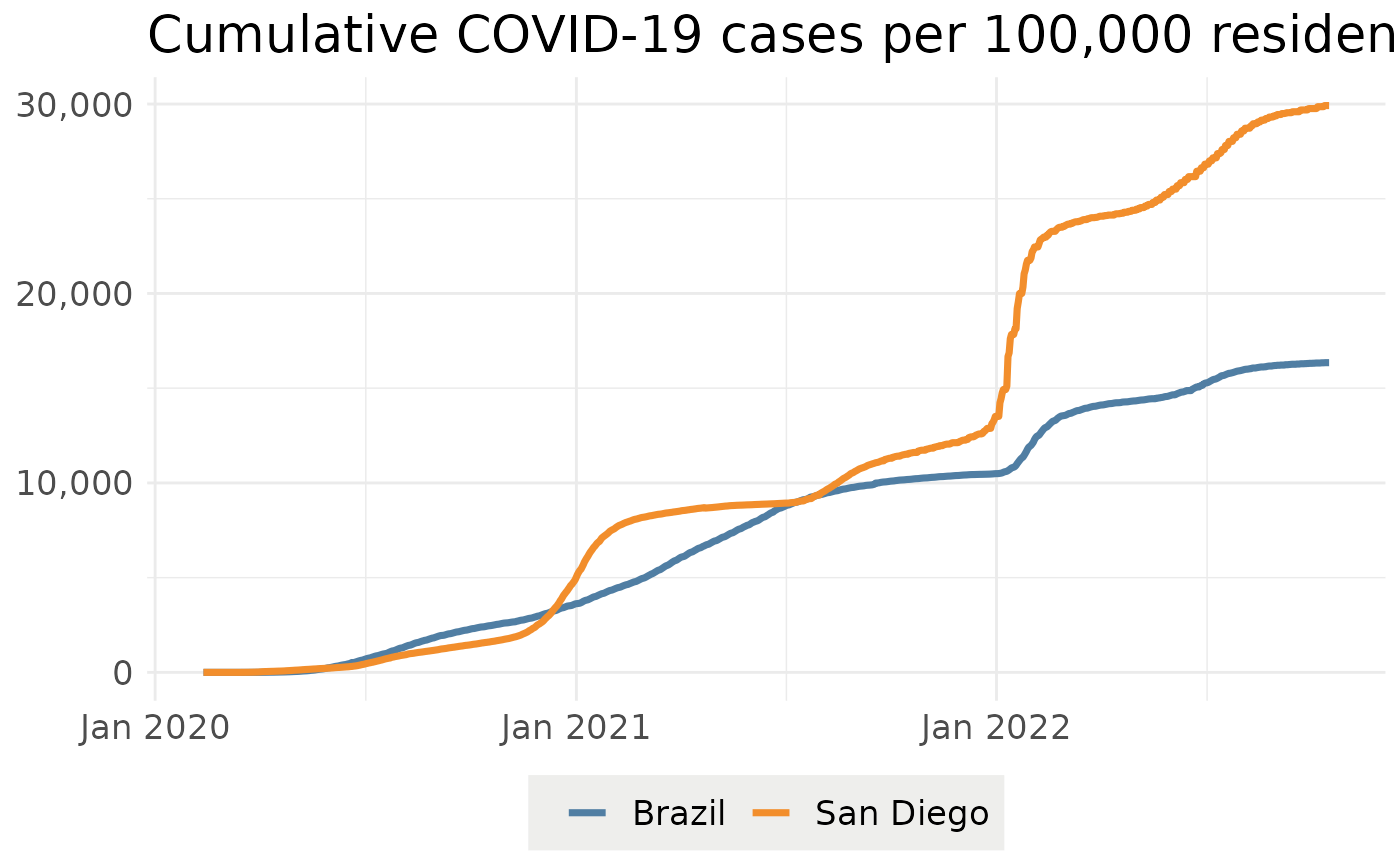 Cumulative COVID-19 cases per 100,000 residen
30,000
20,000
10,000
0
Jan 2020 Jan 2021 Jan 2022
Brazil San Diego